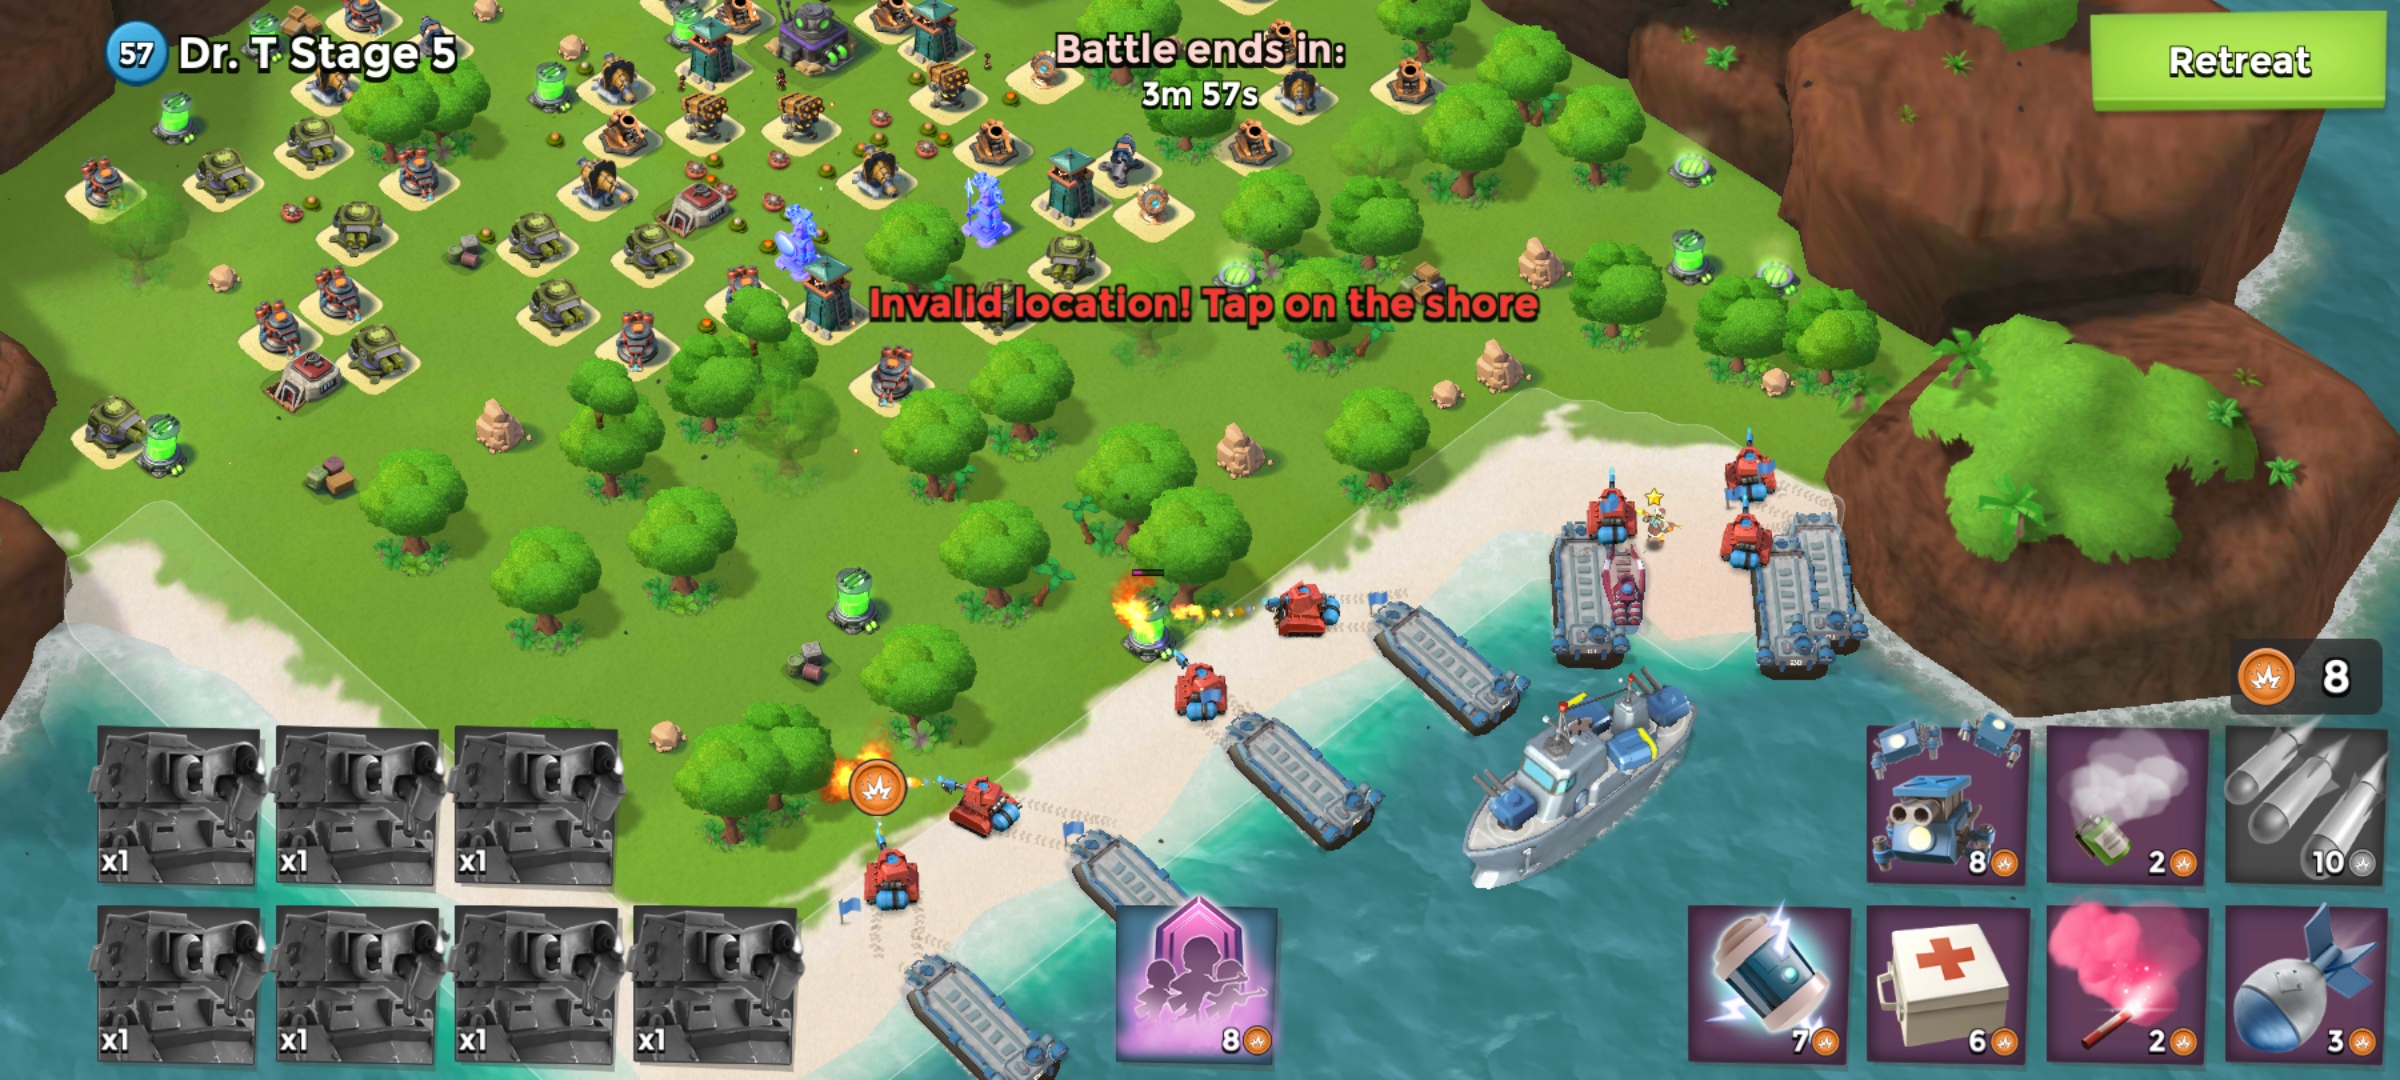 57 Dr. T Stage 5
Battle ends in:
3m 57s
Retreat
Invalid location! Tap on the shore
8
x1 x1 x1
8 2 10
x1 x1 x1 x1
8
7 6 2 3